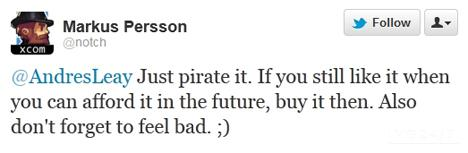 Markus Persson
@notch
xcom
Follow
@AndresLeay Just pirate it. If you still like it when
you can afford it in the future, buy it then. Also
don't forget to feel bad. ;)